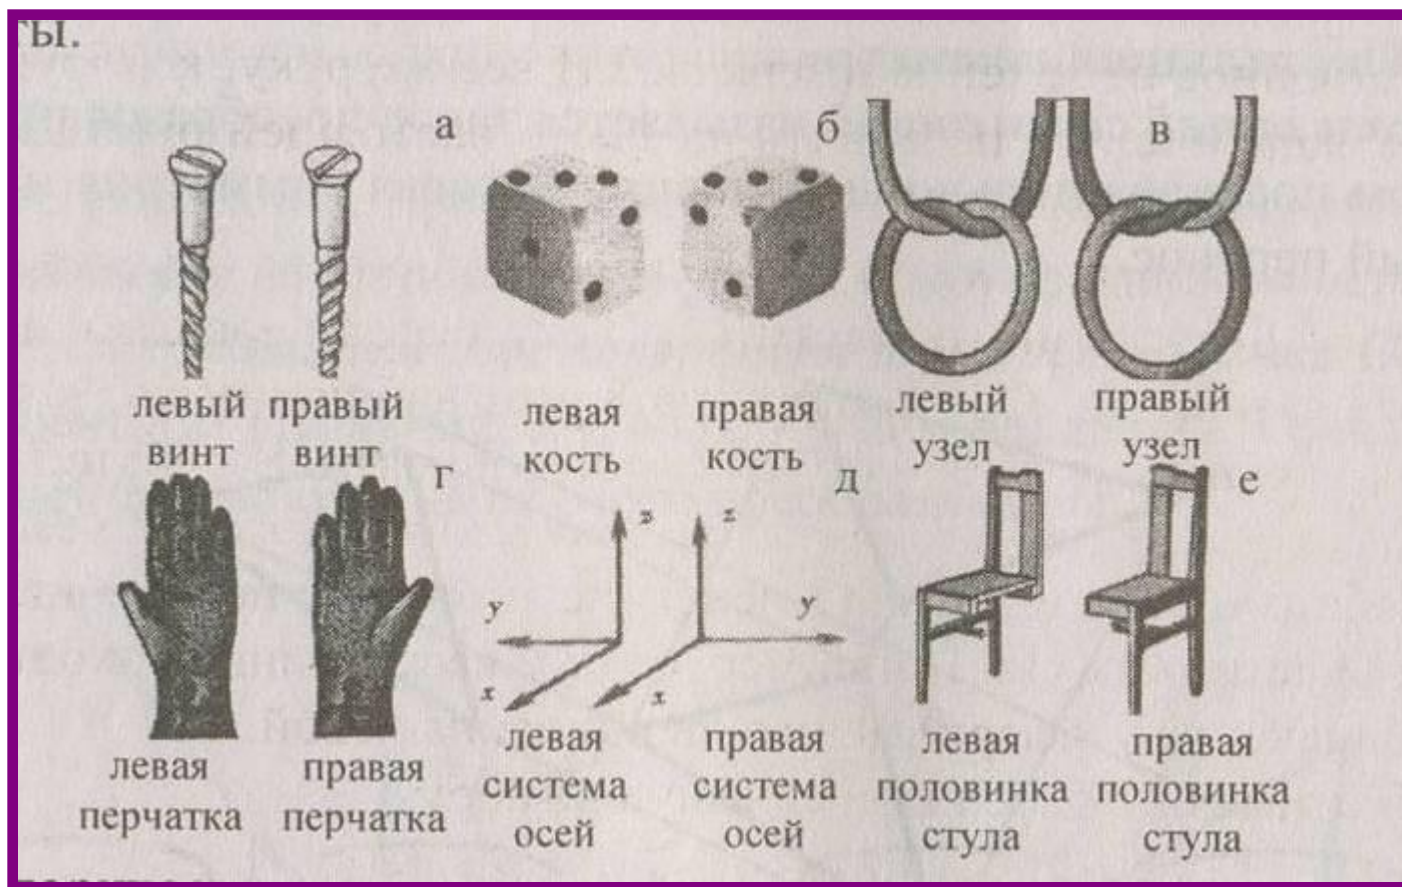 ты.
а
б
в
левый правый
винт винт
левая
кость
правая
кость
левый
узел
правый
узел
г
д
е
z
y
x
z
y
x
левая
перчатка
правая
перчатка
левая
система
осей
правая
система
осей
левая
половинка
стула
правая
половинка
стула